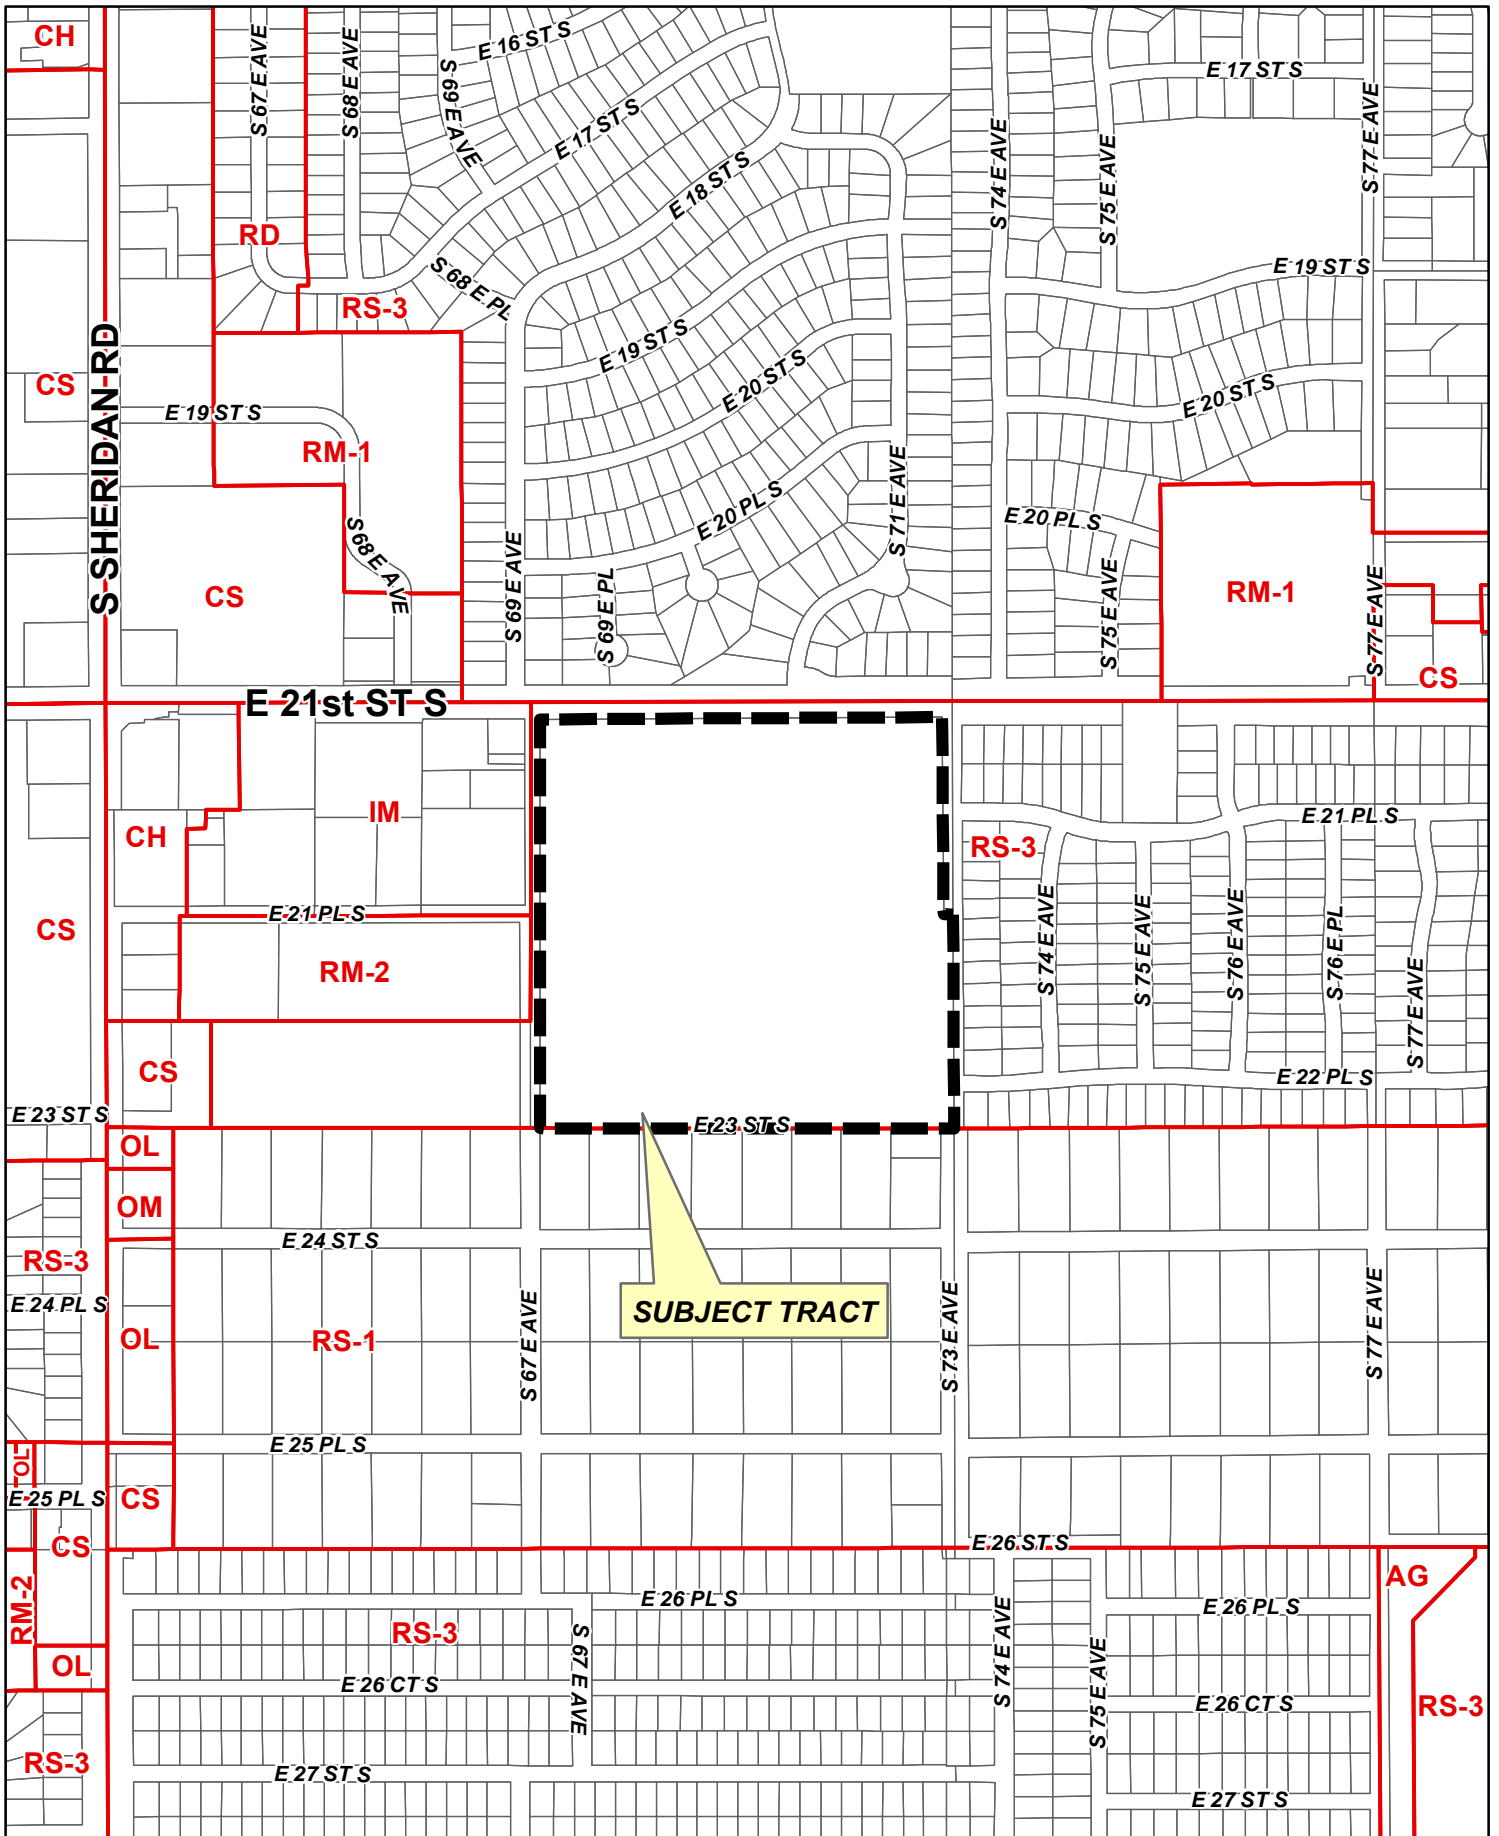 CH
S 67 E AVE
S 68 E AVE
S 69 E AVE
E 16 ST S
E 17 ST S
E 17 ST S
E 18 ST S
S 74 E AVE
S 75 E AVE
S 77 E AVE
RD
RS-3
S 68 E PL
E 19 ST S
S SHERIDAN RD
CS
E 19 ST S
RM-1
E 19 ST S
E 20 ST S
E 20 ST S
S 68 E AVE
CS
S 69 E AVE
S 69 E PL
E 20 PL S
S 71 E AVE
E 20 PL S
S 75 E AVE
RM-1
S 77 E AVE
CS
E 21st ST S
IM
CH
RS-3
E 21 PL S
CS
E 21 PL S
RM-2
S 74 E AVE
S 75 E AVE
S 76 E AVE
S 76 E PL
S 77 E AVE
CS
E 22 PL S
E 23 ST S
E 23 ST S
OL
OM
RS-3
E 24 ST S
E 24 PL S
OL
RS-1
S 67 E AVE
SUBJECT TRACT
S 73 E AVE
S 77 E AVE
E 25 PL S
OL
E 25 PL S
CS
CS
E 26 ST S
AG
RM-2
E 26 PL S
E 26 PL S
RS-3
S 67 E AVE
S 74 E AVE
S 75 E AVE
OL
E 26 CT S
E 26 CT S
RS-3
RS-3
E 27 ST S
E 27 ST S